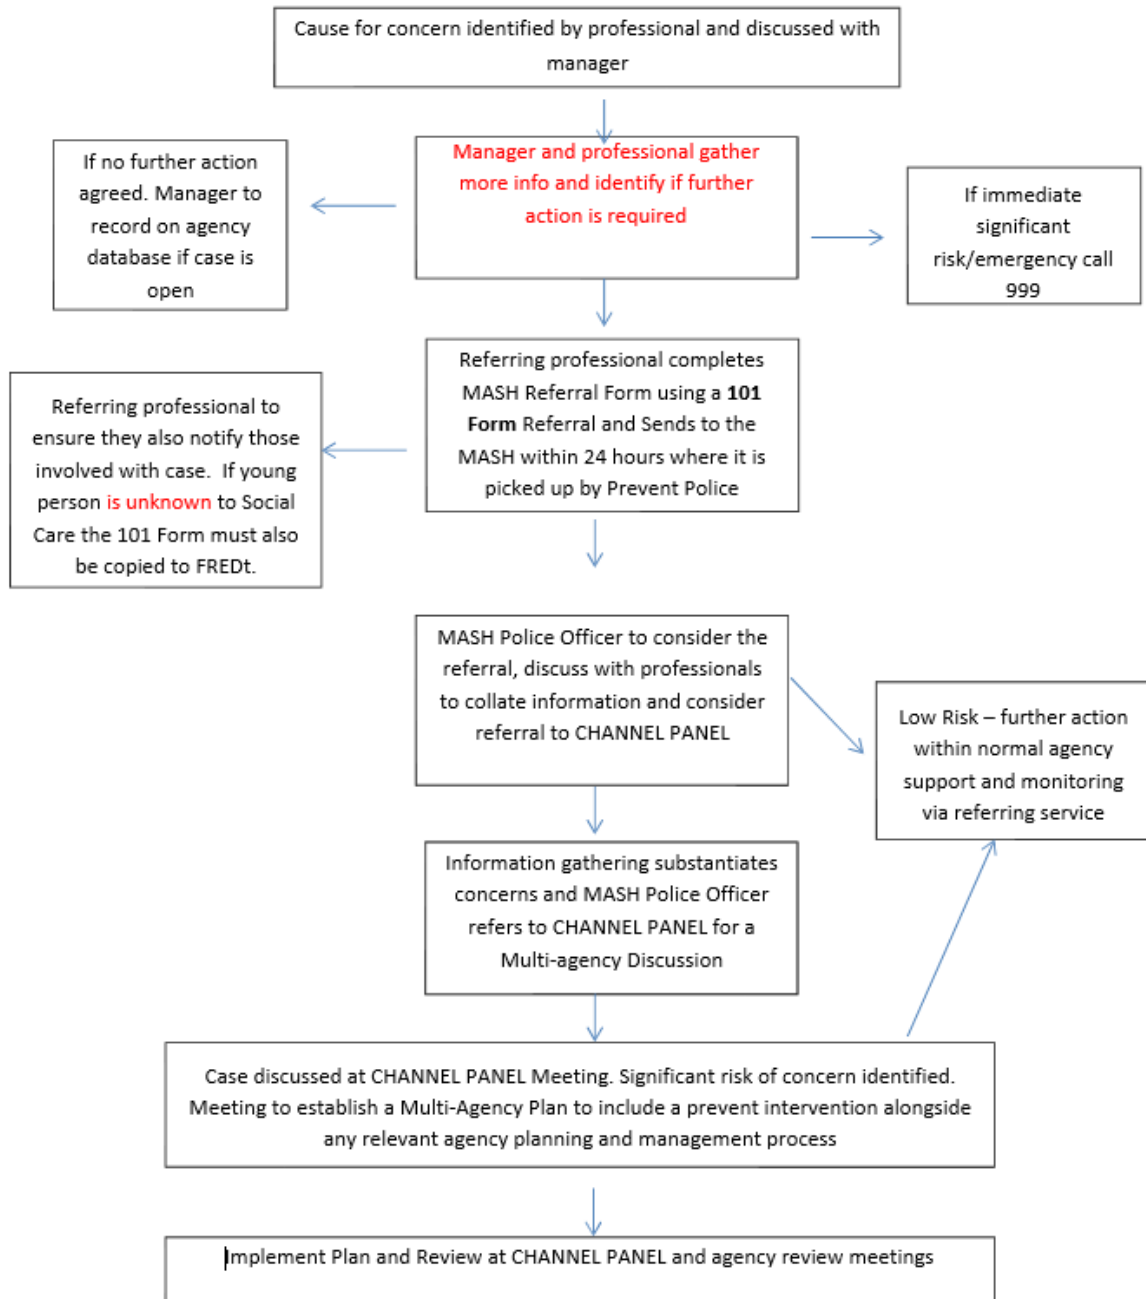 Cause for concern identified by professional and discussed with
manager
If no further action
agreed. Manager to
record on agency
database if case is
open
Manager and professional gather
more info and identify if further
action is required
If immediate
significant
risk/emergency call
999
Referring professional completes
MASH Referral Form using a 101
Form Referral and Sends to the
MASH within 24 hours where it is
picked up by Prevent Police
Referring professional to
ensure they also notify those
involved with case.  If young
person is unknown to Social
Care the 101 Form must also
be copied to FREDt.
MASH Police Officer to consider the
referral, discuss with professionals
to collate information and consider
referral to CHANNEL PANEL
Low Risk – further action
within normal agency
support and monitoring
via referring service
Information gathering substantiates
concerns and MASH Police Officer
refers to CHANNEL PANEL for a
Multi-agency Discussion
Case discussed at CHANNEL PANEL Meeting. Significant risk of concern identified.
Meeting to establish a Multi-Agency Plan to include a prevent intervention alongside
any relevant agency planning and management process
Implement Plan and Review at CHANNEL PANEL and agency review meetings